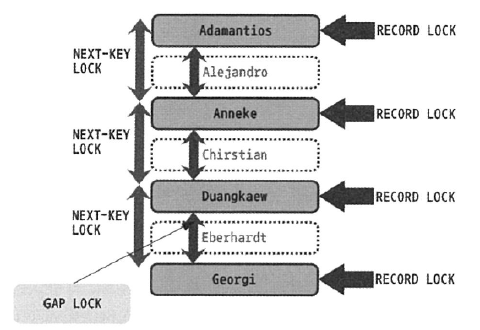 Adamantios
RECORD LOCK
NEXT-KEY
LOCK
Alejandro
Anneke
RECORD LOCK
NEXT-KEY
LOCK
Chirstian
Duangkaew
RECORD LOCK
NEXT-KEY
LOCK
Eberhardt
Georgi
RECORD LOCK
GAP LOCK